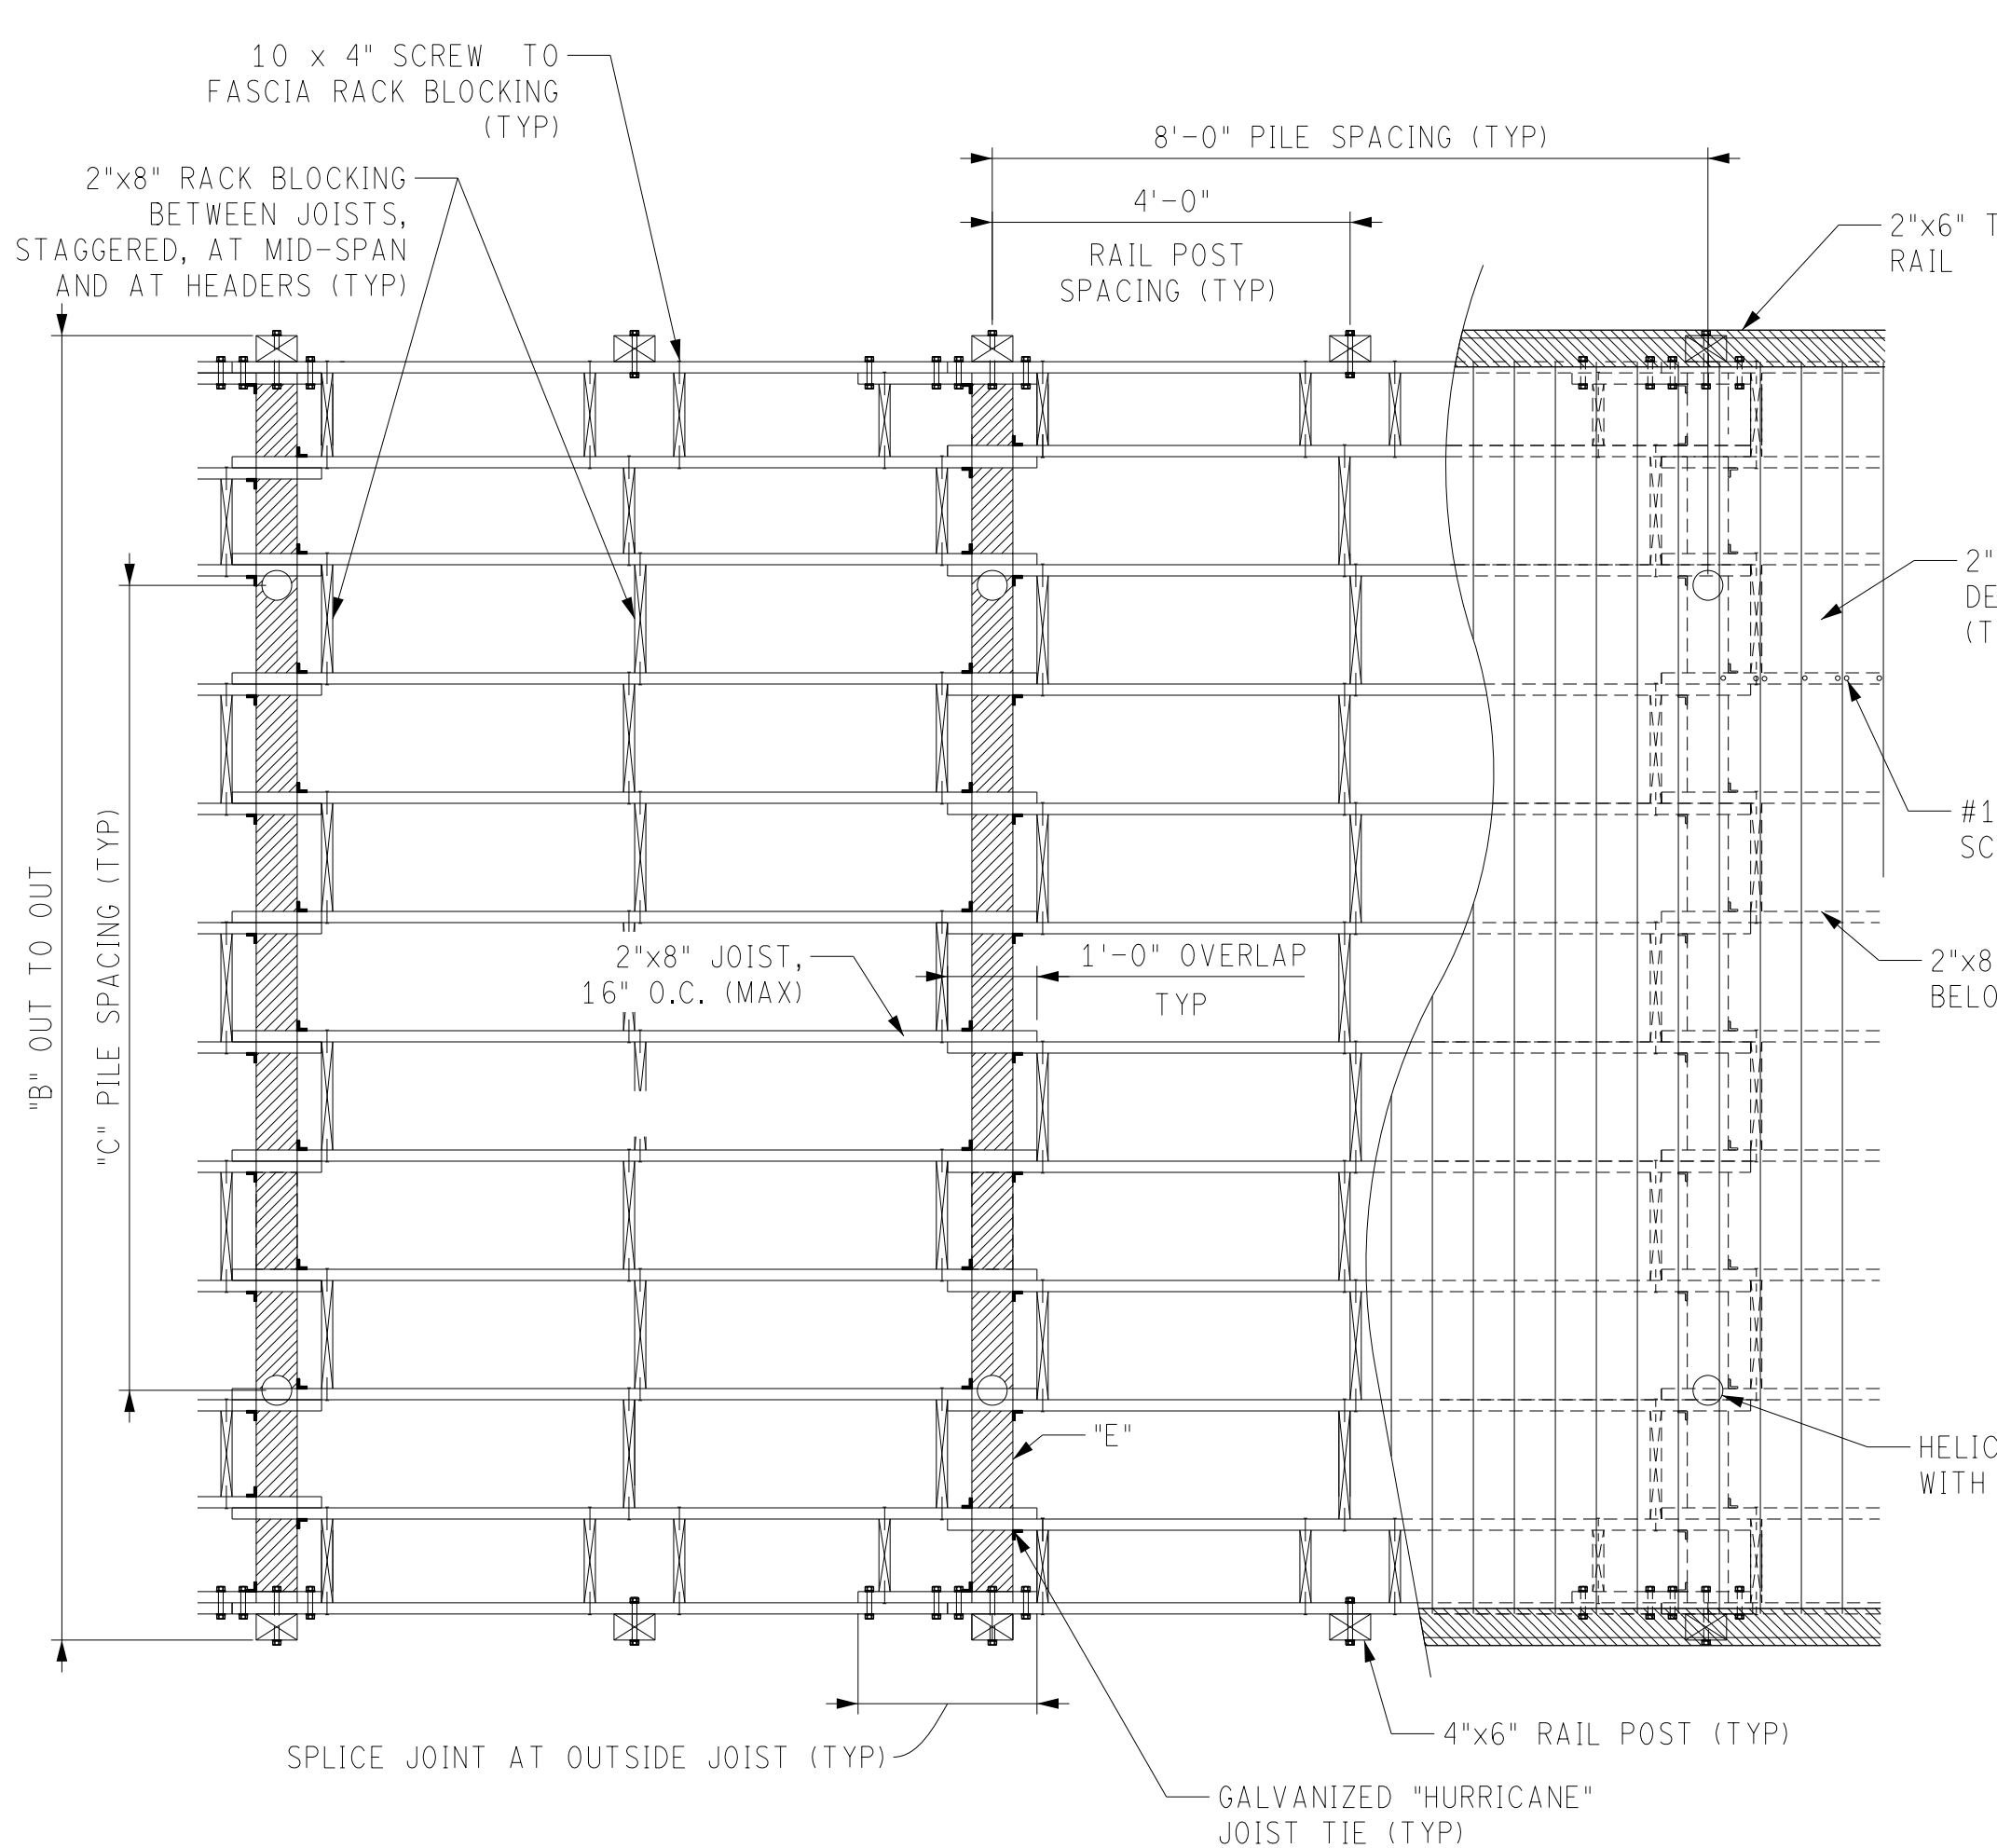 10 x 4" SCREW TO
FASCIA RACK BLOCKING
(TYP)
8'-0" PILE SPACING (TYP)
2"x8" RACK BLOCKING
BETWEEN JOISTS,
STAGGERED, AT MID-SPAN
AND AT HEADERS (TYP)
4'-0"
RAIL POST
SPACING (TYP)
2"x6" T
RAIL
2"
DE
(T
#1
SC
"B" OUT TO OUT
"C" PILE SPACING (TYP)
2"x8" JOIST,
16" O.C. (MAX)
1'-0" OVERLAP
TYP
2"x8
BELO
"E"
HELIC
WITH
4"x6" RAIL POST (TYP)
SPLICE JOINT AT OUTSIDE JOIST (TYP)
GALVANIZED "HURRICANE"
JOIST TIE (TYP)